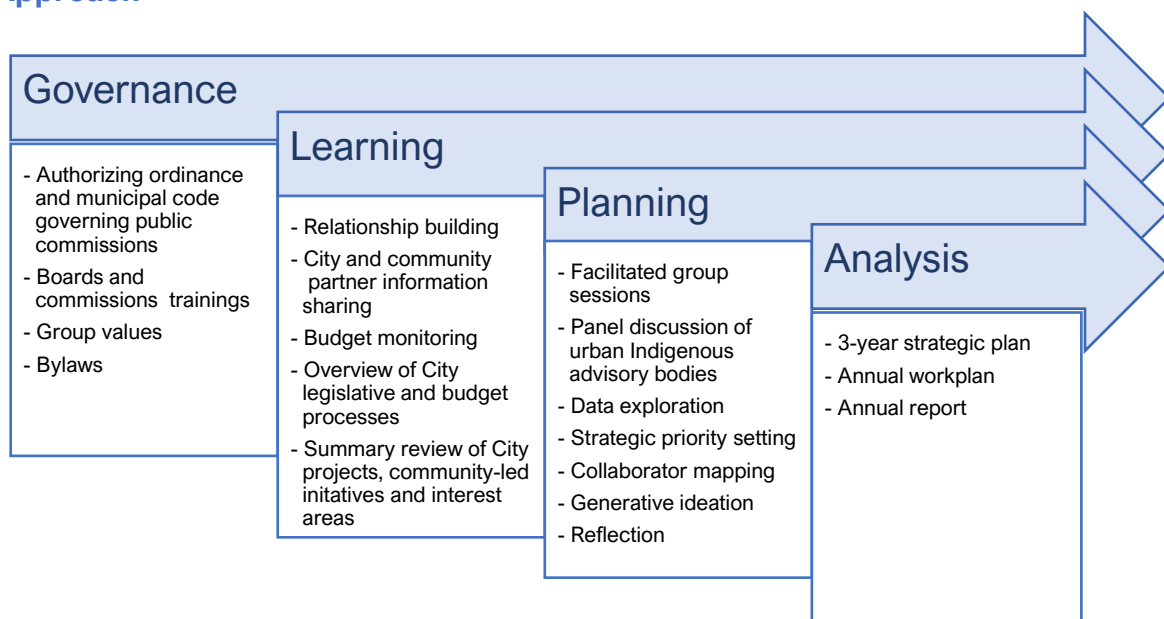 Approach
Governance
- Authorizing ordinance
and municipal code
governing public
commissions
- Boards and
commissions trainings
- Group values
- Bylaws
Learning
- Relationship building
- City and community
partner information
sharing
- Budget monitoring
- Overview of City
legislative and budget
processes
- Summary review of City
projects, community-led
initatives and interest
areas
Planning
- Facilitated group
sessions
- Panel discussion of
urban Indigenous
advisory bodies
- Data exploration
- Strategic priority setting
- Collaborator mapping
- Generative ideation
- Reflection
Analysis
- 3-year strategic plan
- Annual workplan
- Annual report